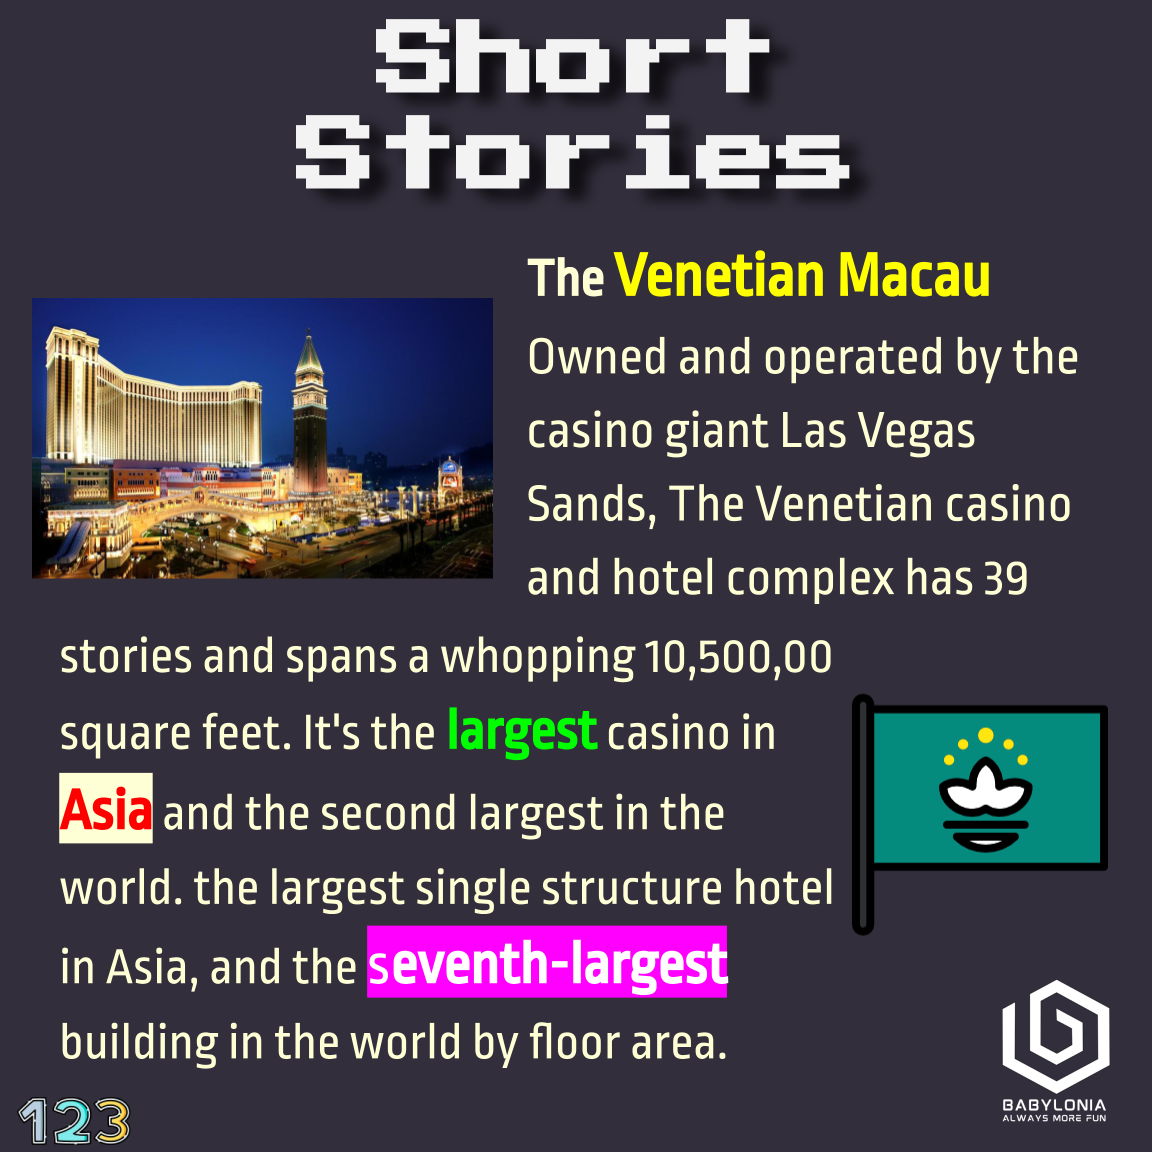 Short
Stories
The Venetian Macau
Owned and operated by the
casino giant Las Vegas
Sands, The Venetian casino
and hotel complex has 39
stories and spans a whopping 10,500,00
square feet. It's the largest casino in
Asia and the second largest in the
world. the largest single structure hotel
in Asia, and the seventh-largest
building in the world by floor area.
BABYLONIA
ALWAYS MORE FUN
123